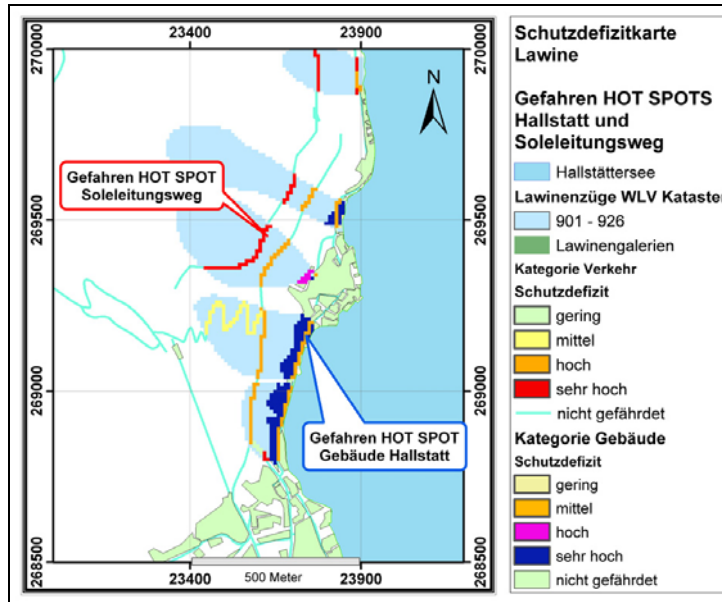 23400
23900
270000
270000
N
Gefahren HOT SPOT
Soleleitungsweg
269500
269500
269000
269000
Gefahren HOT SPOT
Gebäude Hallstatt
268500
268500
23400
500 Meter
23900
Schutzdefizitkarte
Lawine
Gefahren HOT SPOTS
Hallstatt und
Soleleitungsweg
Hallstättersee
Lawinenzüge WLV Kataster
901 - 926
Lawinengalerien
Kategorie Verkehr
Schutzdefizit
gering
mittel
hoch
sehr hoch
nicht gefährdet
Kategorie Gebäude
Schutzdefizit
gering
mittel
hoch
sehr hoch
nicht gefährdet